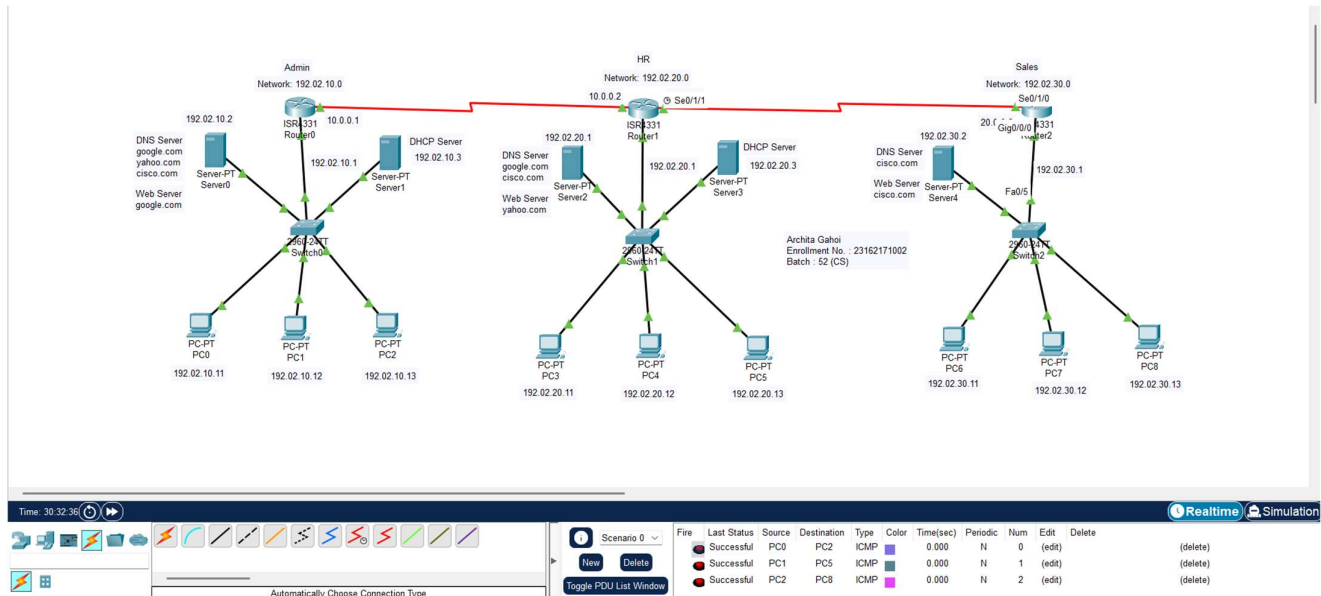 Admin
Network: 192.02.10.0
ISR4331
Router0
10.0.0.1
192.02.10.2
DNS Server
google.com
yahoo.com
cisco.com
Web Server
google.com
Server-PT
Server0
192.02.10.1
DHCP Server
192.02.10.3
Server-PT
Server1
2960-24TT
Switch0
PC-PT
PC0
192.02.10.11
PC-PT
PC1
192.02.10.12
PC-PT
PC2
192.02.10.13
HR
Network: 192.02.20.0
10.0.0.2
Se0/1/1
ISR4331
Router1
192.02.20.1
DNS Server
google.com
cisco.com
Web Server
yahoo.com
Server-PT
Server2
192.02.20.1
DHCP Server
192.02.20.3
Server-PT
Server3
2960-24TT
Switch1
PC-PT
PC3
192.02.20.11
PC-PT
PC4
192.02.20.12
PC-PT
PC5
192.02.20.13
Archita Gahoi
Enrollment No. : 23162171002
Batch : 52 (CS)
Sales
Network: 192.02.30.0
Se0/1/0
Gig0/0/0
192.02.30.2
DNS Server
cisco.com
Web Server
cisco.com
Server-PT
Server4
192.02.30.1
Fa0/5
2960-24TT
Switch2
PC-PT
PC6
192.02.30.11
PC-PT
PC7
192.02.30.12
PC-PT
PC8
192.02.30.13
Time: 30:32:36
Realtime
Simulation
Automatically Choose Connection Type
Scenario 0
New
Delete
Toggle PDU List Window
Fire Last Status Source Destination Type Color Time(sec) Periodic Num Edit Delete
Successful PC0 PC2 ICMP 0.000 N 0 (edit) (delete)
Successful PC1 PC5 ICMP 0.000 N 1 (edit) (delete)
Successful PC2 PC8 ICMP 0.000 N 2 (edit) (delete)